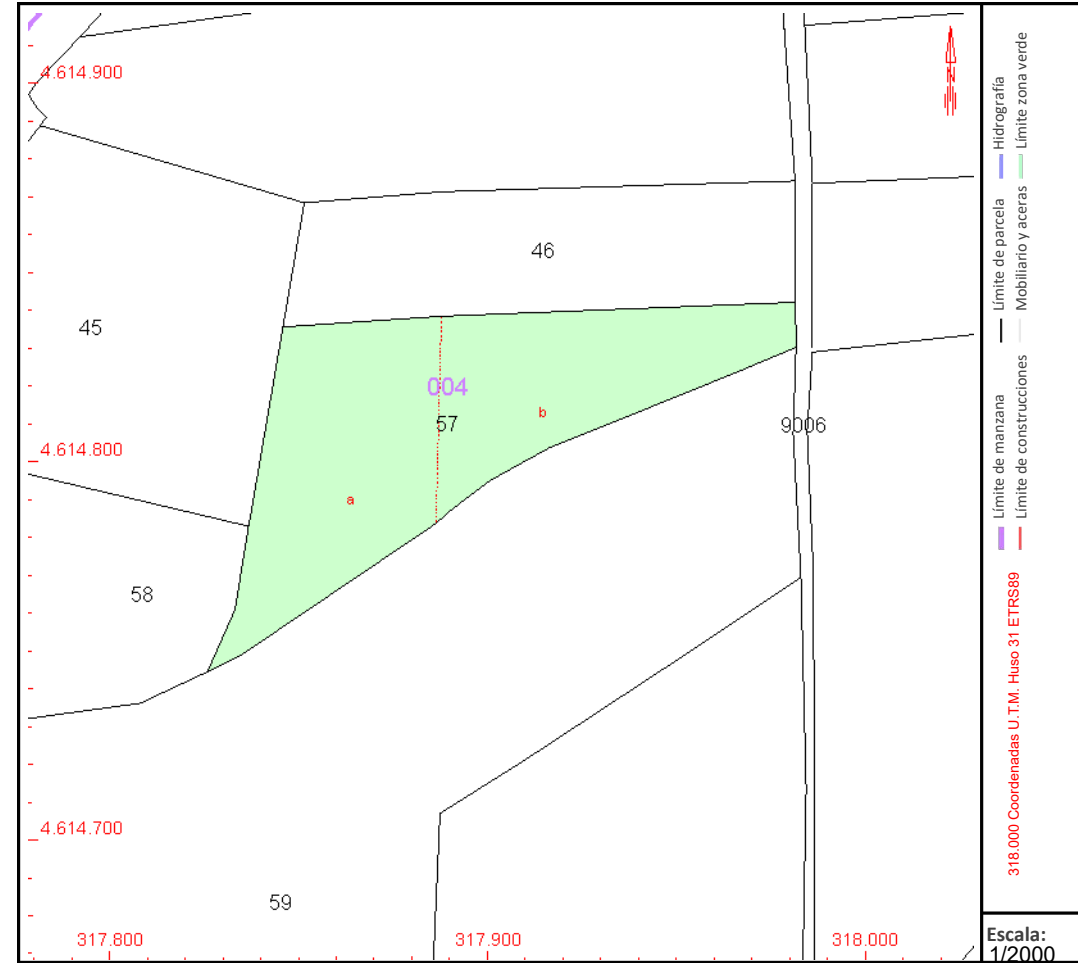 4.614.900
N
46
45
004
57
b
9006
4.614.800
a
58
4.614.700
59
317.800
317.900
318.000
Hidrografía
Límite zona verde
Límite de parcela
Mobiliario y aceras
Límite de manzana
Límite de construcciones
318.000 Coordenadas U.T.M. Huso 31 ETRS89
Escala:
1/2000